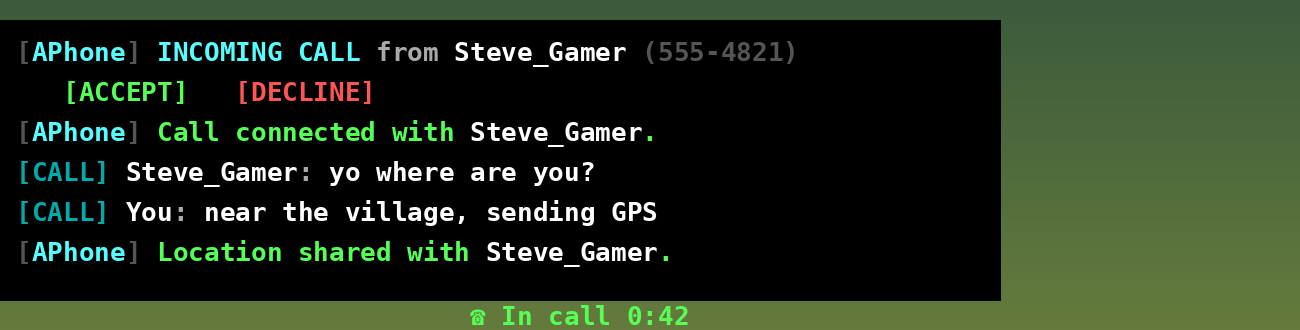 [APhone] INCOMING CALL from Steve_Gamer (555-4821)
[ACCEPT] [DECLINE]
[APhone] Call connected with Steve_Gamer.
[CALL] Steve_Gamer: yo where are you?
[CALL] You: near the village, sending GPS
[APhone] Location shared with Steve_Gamer.
☎ In call 0:42